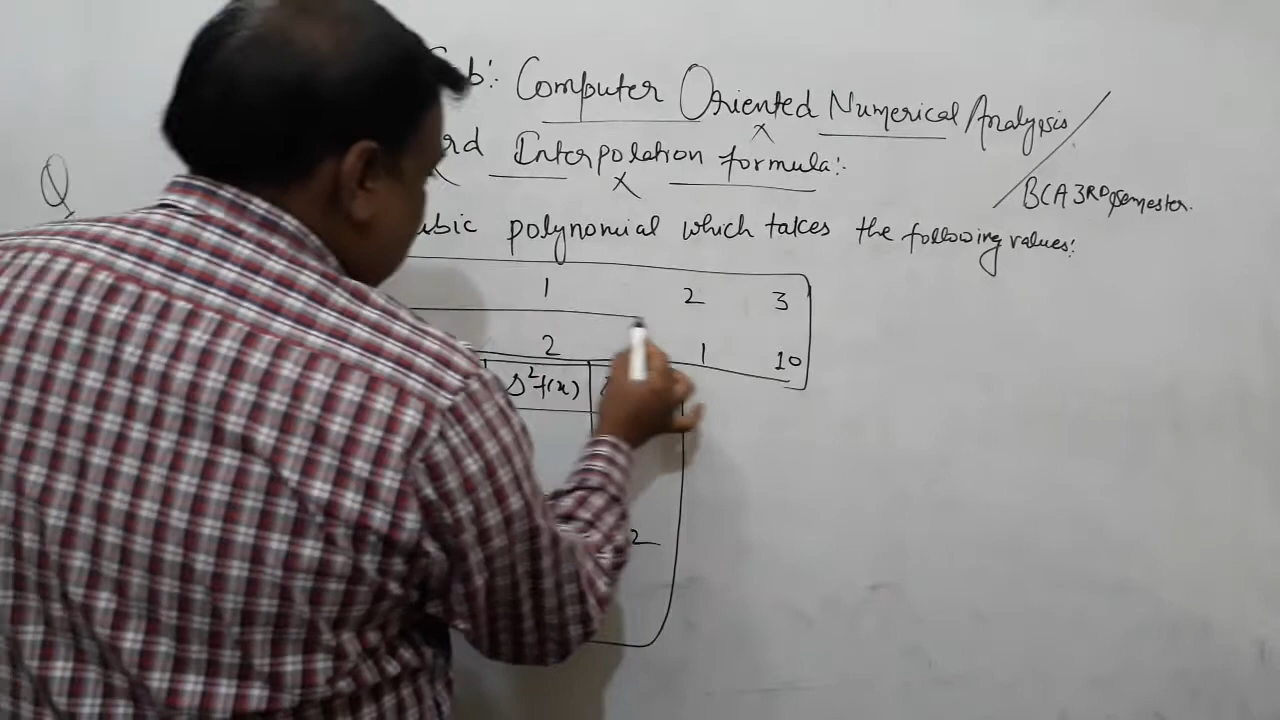 Computer Oriented Numerical Analysis
Interpolation formula:
BCA 3RD semester.
Q
polynomial which takes the following values:
1 2 3
2 1 10
Δ²f(x)
2